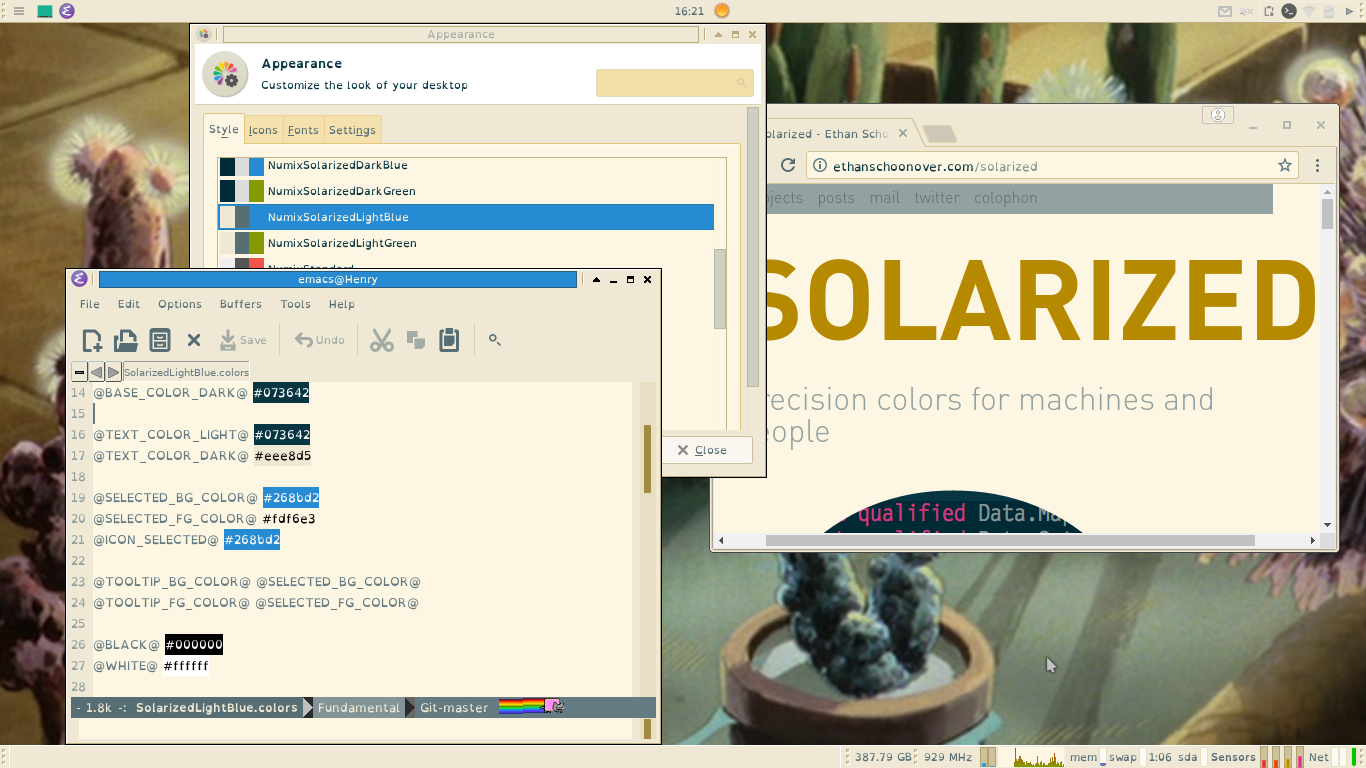 16:21
Appearance
Appearance
Customize the look of your desktop
Style
Icons
Fonts
Settings
NumixSolarizedDarkBlue
NumixSolarizedDarkGreen
NumixSolarizedLightBlue
NumixSolarizedLightGreen
Close
olarized - Ethan Scho
ethanschoonover.com/solarized
posts mail twitter colophon
SOLARIZED
recision colors for machines and
eople
qualified Data.Ma
emacs@Henry
File Edit Options Buffers Tools Help
Save
Undo
SolarizedLightBlue.colors
14 @BASE_COLOR_DARK@ #073642
15
16 @TEXT_COLOR_LIGHT@ #073642
17 @TEXT_COLOR_DARK@ #eee8d5
18
19 @SELECTED_BG_COLOR@ #268bd2
20 @SELECTED_FG_COLOR@ #fdf6e3
21 @ICON_SELECTED@ #268bd2
22
23 @TOOLTIP_BG_COLOR@ @SELECTED_BG_COLOR@
24 @TOOLTIP_FG_COLOR@ @SELECTED_FG_COLOR@
25
26 @BLACK@ #000000
27 @WHITE@ #ffffff
28
- 1.8k -: SolarizedLightBlue.colors Fundamental Git-master
387.79 GB 929 MHz mem swap 1:06 sda Sensors Net